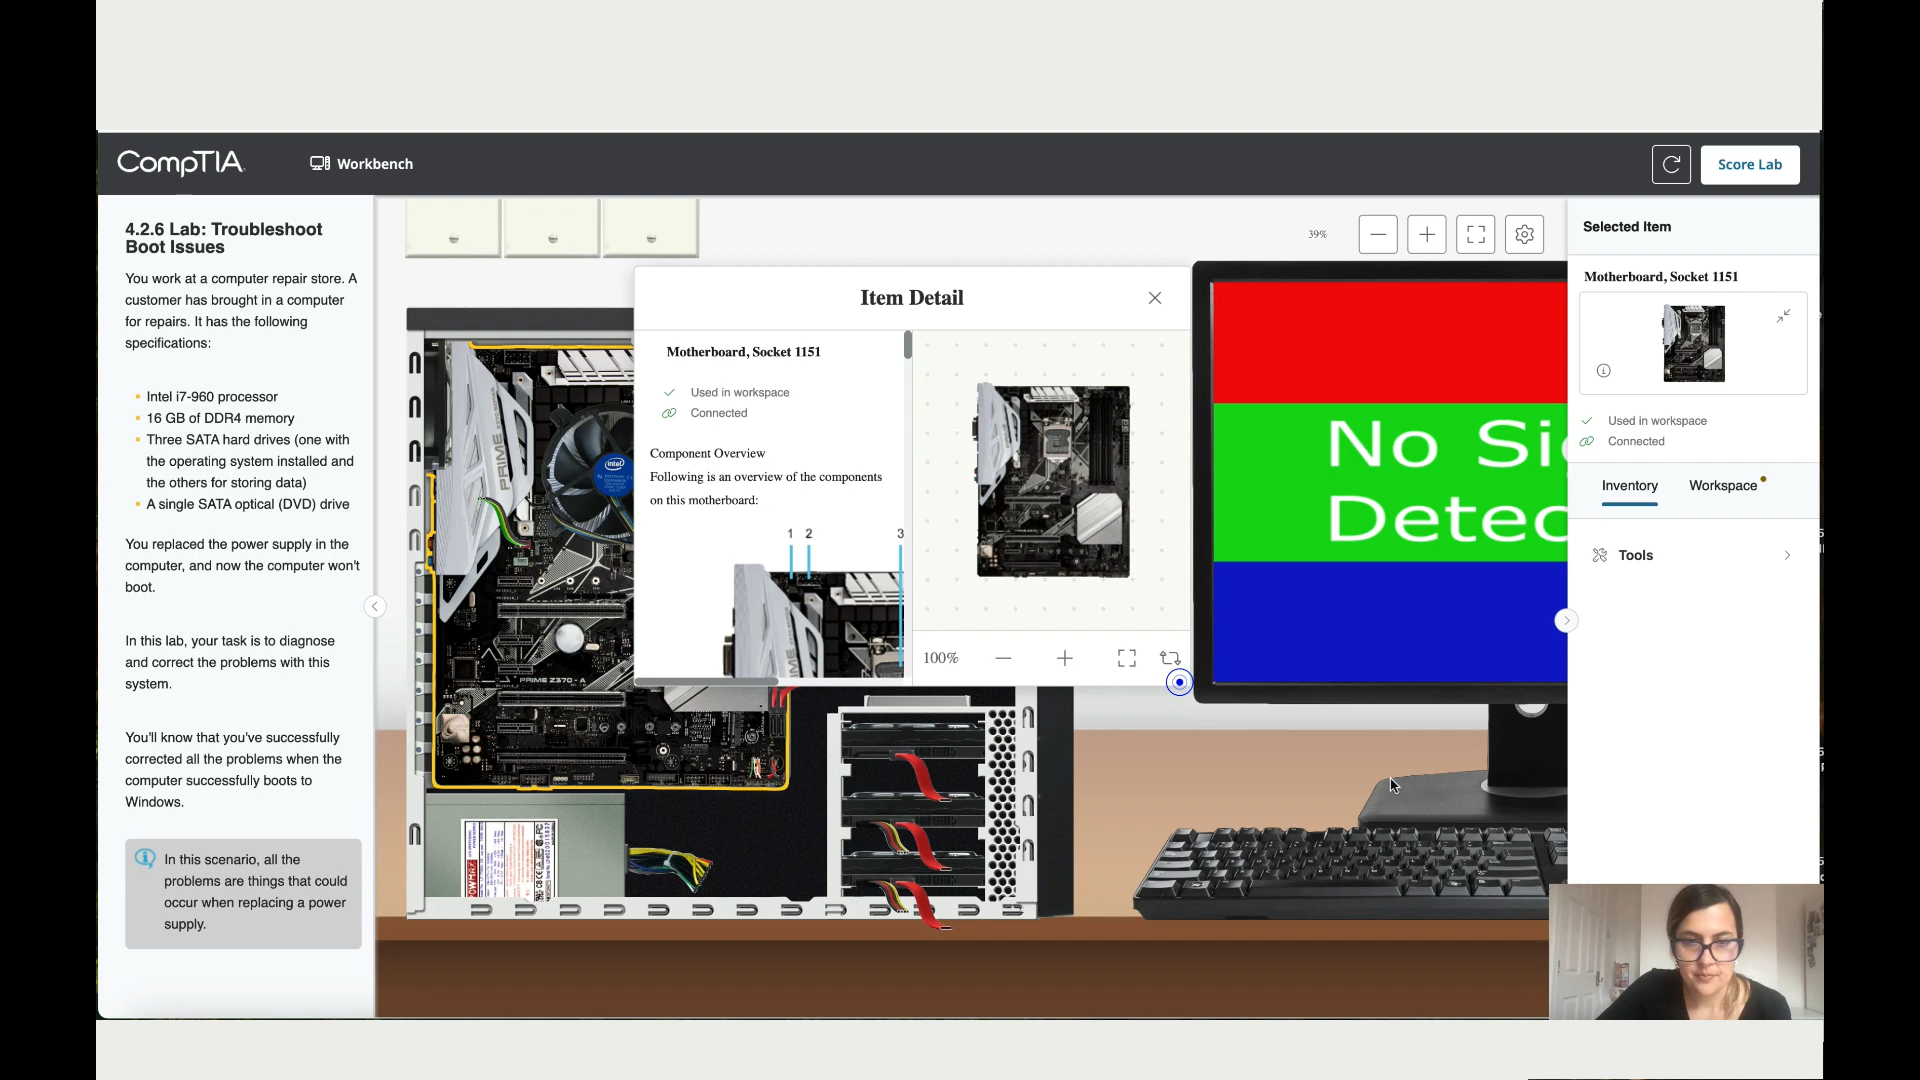 CompTIA.
Workbench
Score Lab
4.2.6 Lab: Troubleshoot
Boot Issues
You work at a computer repair store. A
customer has brought in a computer
for repairs. It has the following
specifications:
Intel i7-960 processor
16 GB of DDR4 memory
Three SATA hard drives (one with
the operating system installed and
the others for storing data)
A single SATA optical (DVD) drive
You replaced the power supply in the
computer, and now the computer won't
boot.
In this lab, your task is to diagnose
and correct the problems with this
system.
You'll know that you've successfully
corrected all the problems when the
computer successfully boots to
Windows.
In this scenario, all the
problems are things that could
occur when replacing a power
supply.
39%
Item Detail
Motherboard, Socket 1151
Used in workspace
Connected
Component Overview
Following is an overview of the components
on this motherboard:
1 2 3
100%
PRIME
intel
PRIME Z370-A
No Si
Detec
Selected Item
Motherboard, Socket 1151
Used in workspace
Connected
Inventory
Workspace
Tools